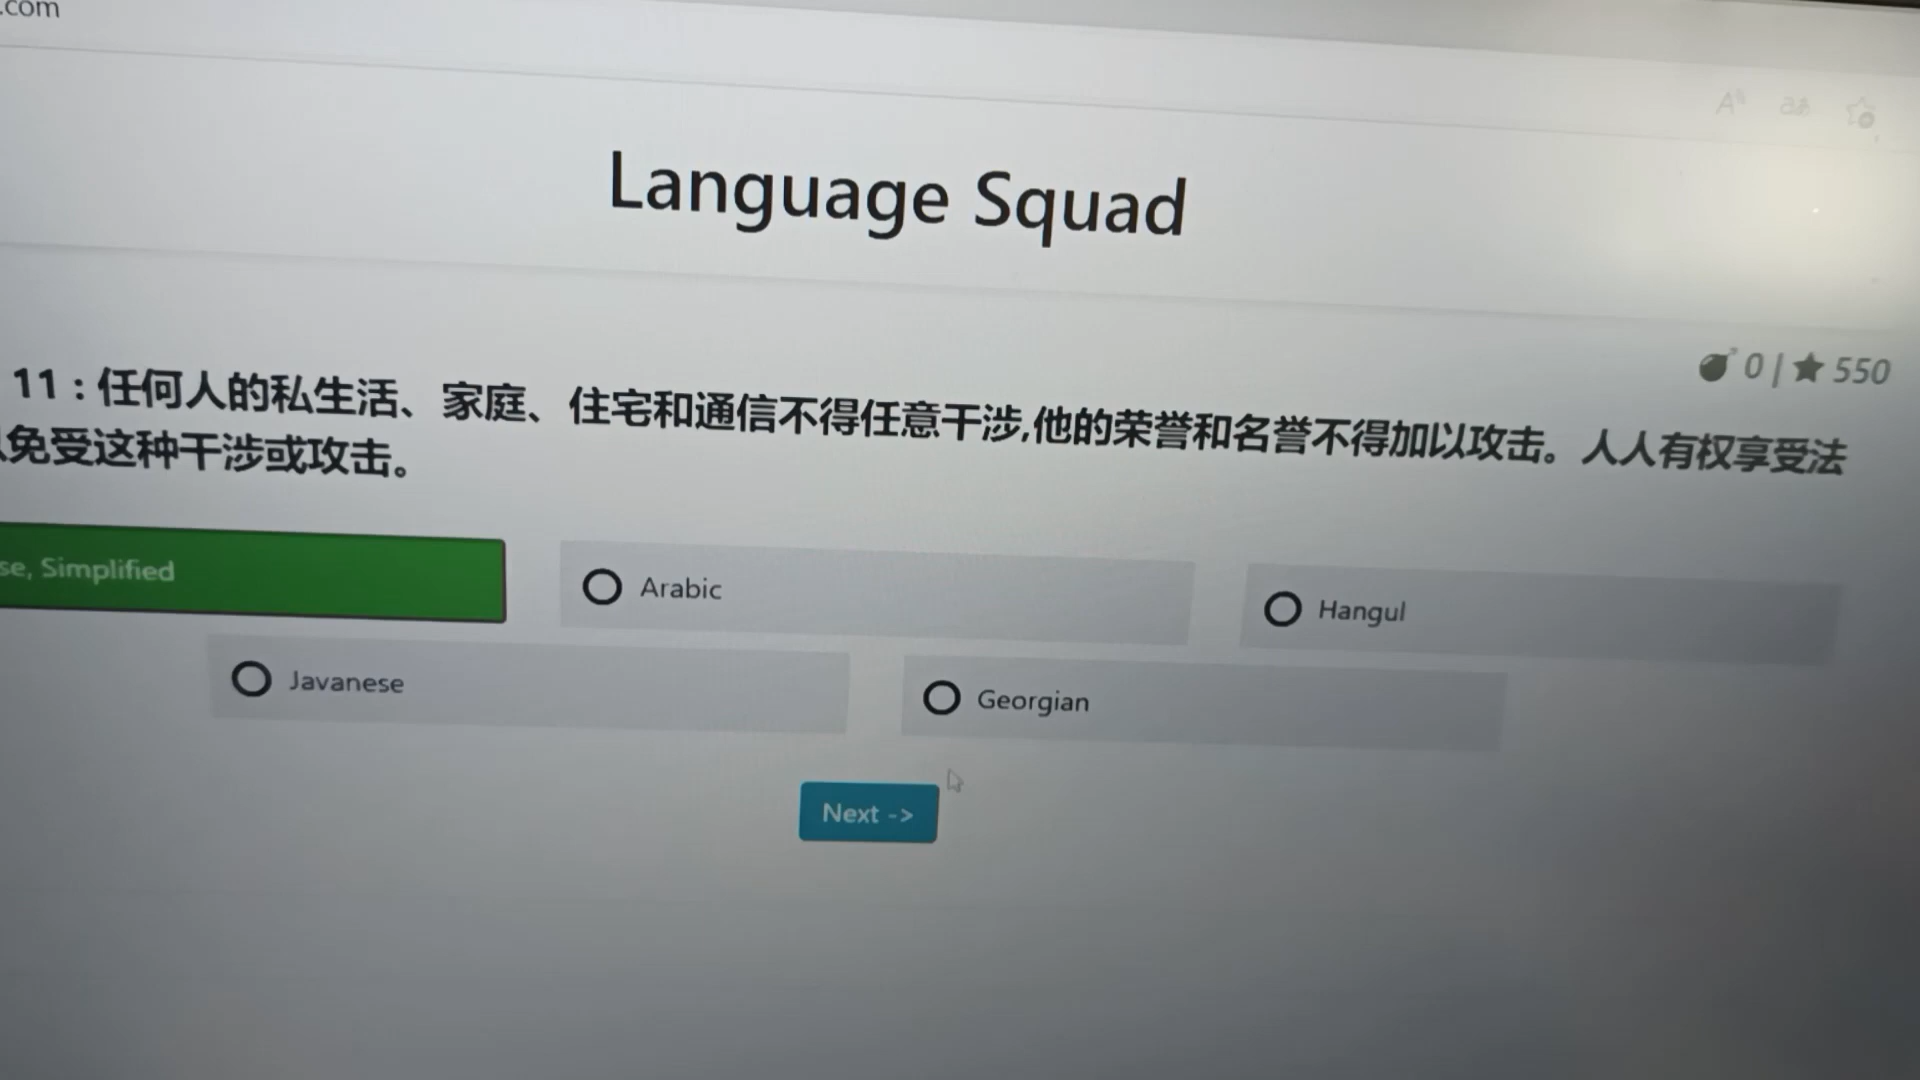 .com
Language Squad
0 | 550
11 : 任何人的私生活、家庭、住宅和通信不得任意干涉,他的荣誉和名誉不得加以攻击。人人有权享受法
免受这种干涉或攻击。
se, Simplified
Arabic
Hangul
Javanese
Georgian
Next ->